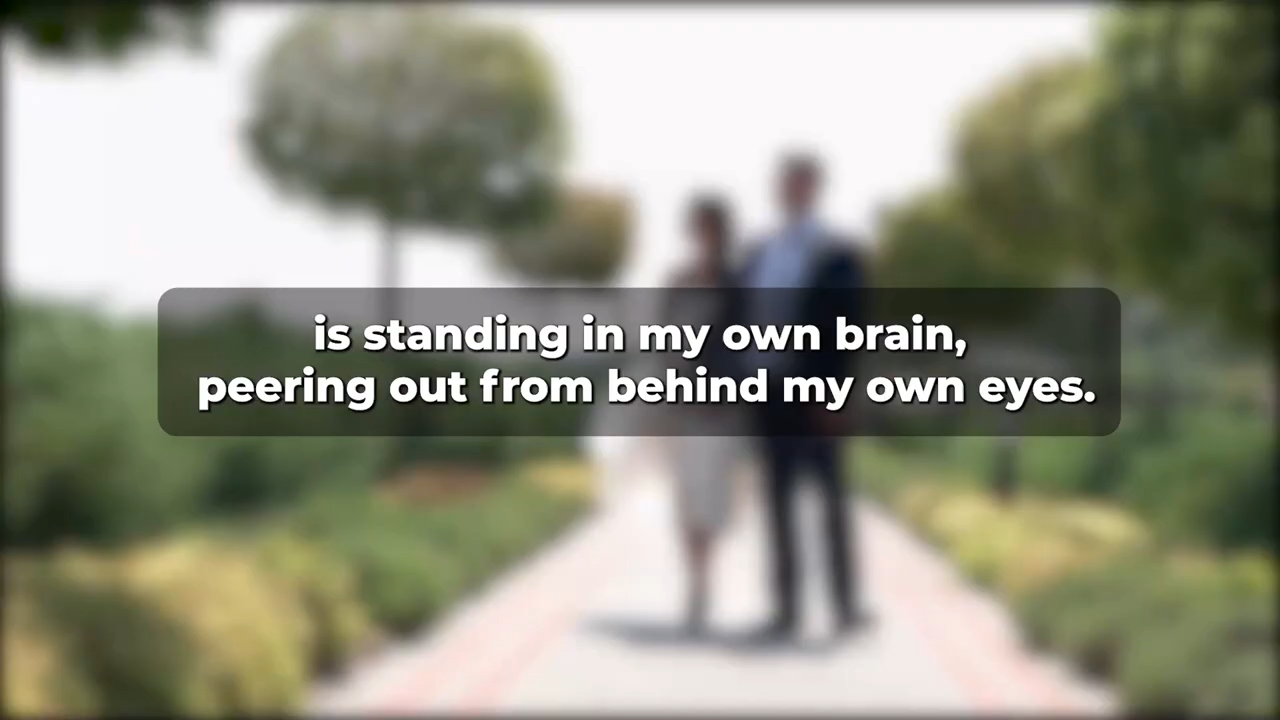 is standing in my own brain,
peering out from behind my own eyes.